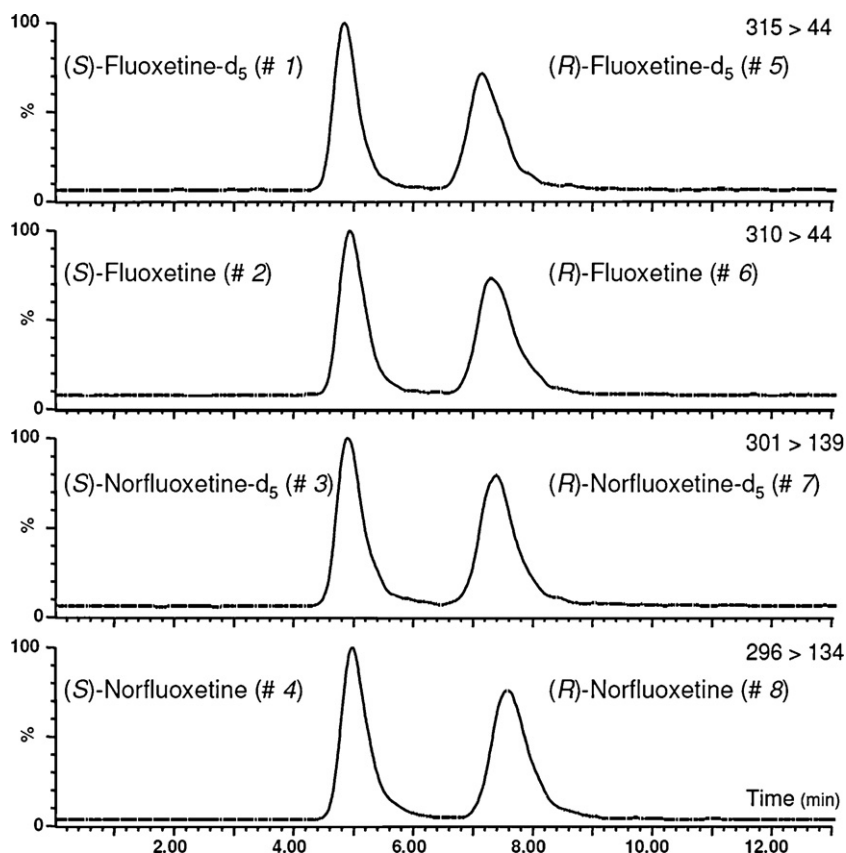 100
315 > 44
(S)-Fluoxetine-d5 (# 1)
(R)-Fluoxetine-d5 (# 5)
%
0
100
310 > 44
(S)-Fluoxetine (# 2)
(R)-Fluoxetine (# 6)
%
0
100
301 > 139
(S)-Norfluoxetine-d5 (# 3)
(R)-Norfluoxetine-d5 (# 7)
%
0
100
296 > 134
(S)-Norfluoxetine (# 4)
(R)-Norfluoxetine (# 8)
%
Time (min)
0
2.00 4.00 6.00 8.00 10.00 12.00